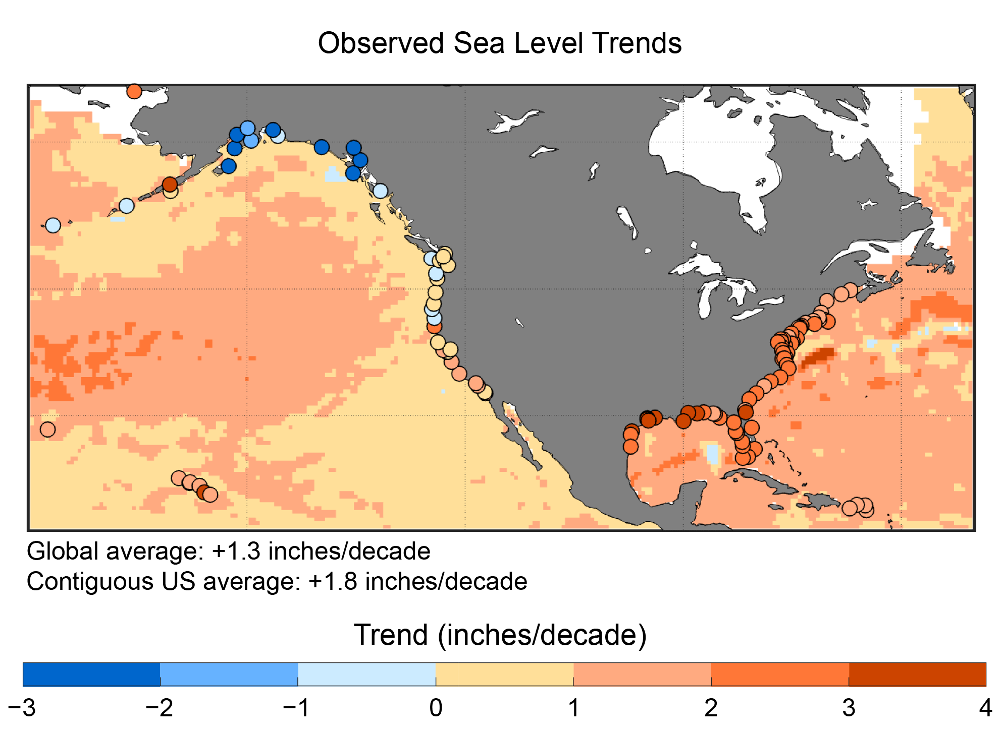 Observed Sea Level Trends
Global average: +1.3 inches/decade
Contiguous US average: +1.8 inches/decade
Trend (inches/decade)
−3 −2 −1 0 1 2 3 4